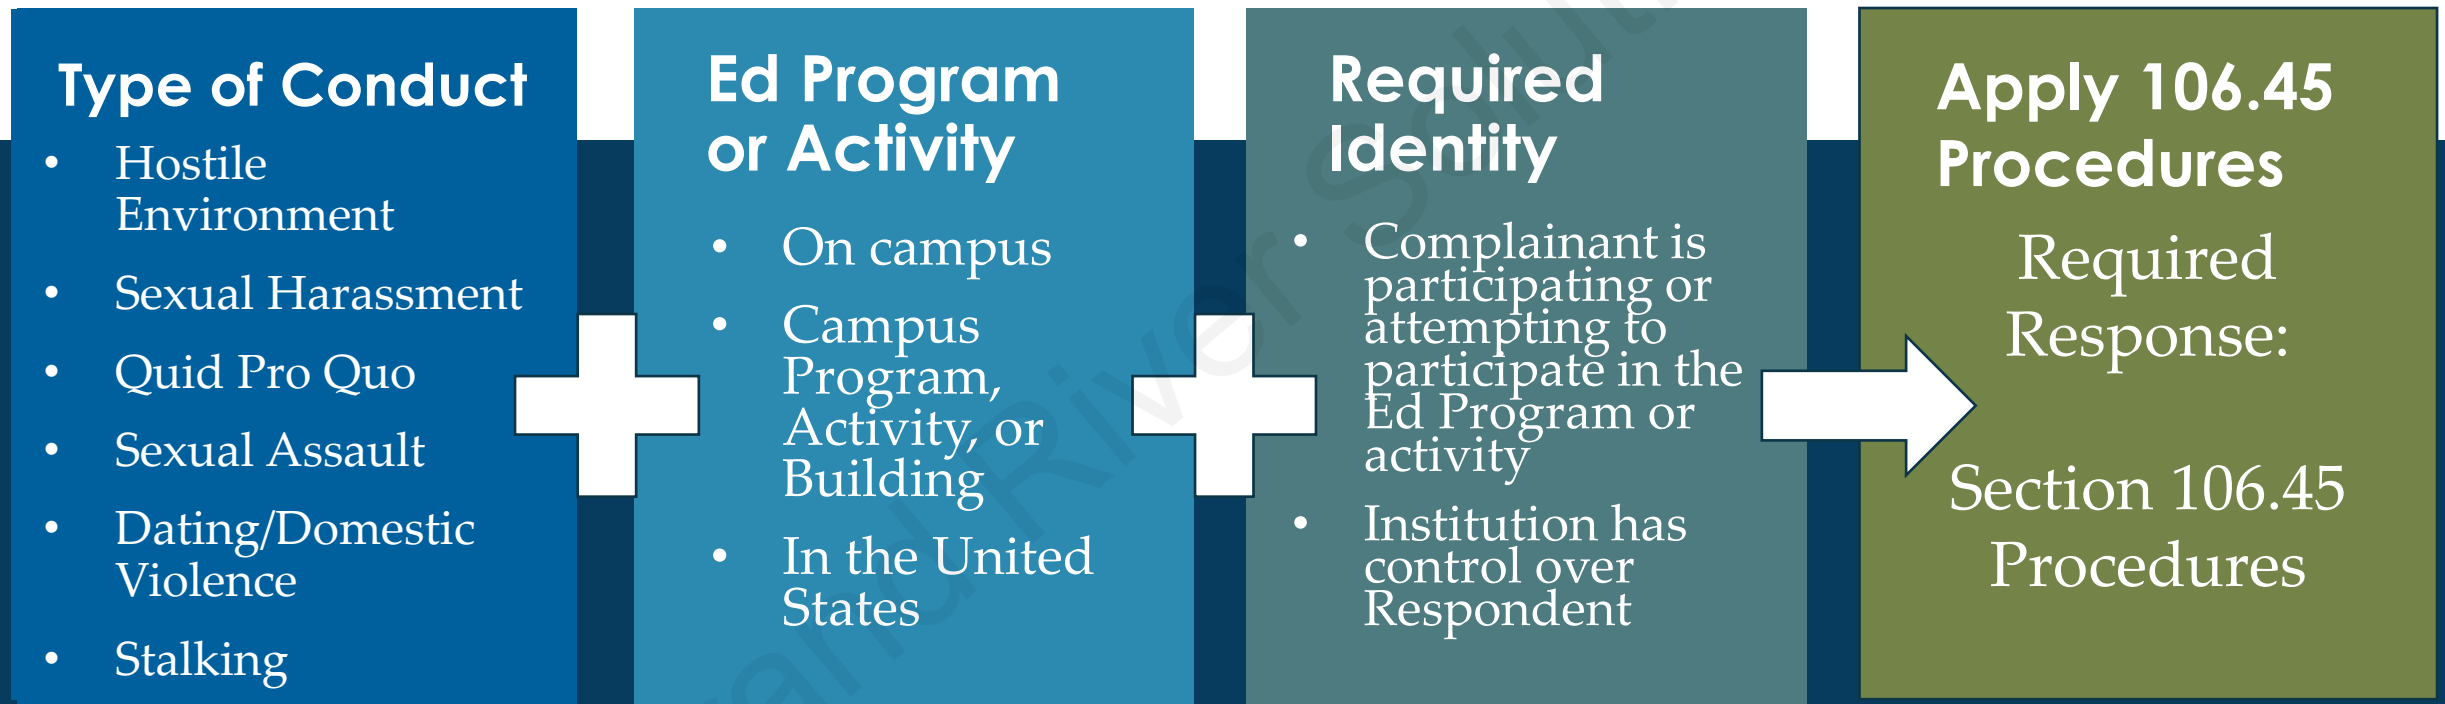 Type of Conduct
• Hostile
Environment
• Sexual Harassment
• Quid Pro Quo
• Sexual Assault
• Dating/Domestic
Violence
• Stalking
Ed Program
or Activity
• On campus
• Campus
Program,
Activity, or
Building
• In the United
States
Required
Identity
• Complainant is
participating or
attempting to
participate in the
Ed Program or
activity
• Institution has
control over
Respondent
Apply 106.45
Procedures
Required
Response:
Section 106.45
Procedures